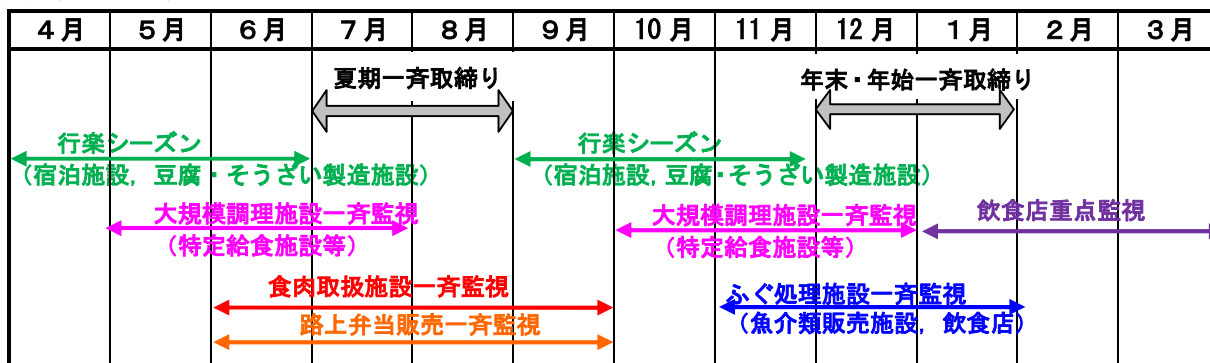 ４月 ５月 ６月 ７月 ８月 ９月 10月 11月 12月 １月 ２月 ３月
夏期一斉取締り
年末・年始一斉取締り
行楽シーズン
（宿泊施設，豆腐・そうざい製造施設）
行楽シーズン
（宿泊施設，豆腐・そうざい製造施設）
大規模調理施設一斉監視
（特定給食施設等）
大規模調理施設一斉監視
（特定給食施設等）
飲食店重点監視
食肉取扱施設一斉監視
路上弁当販売一斉監視
ふぐ処理施設一斉監視
（魚介類販売施設，飲食店）